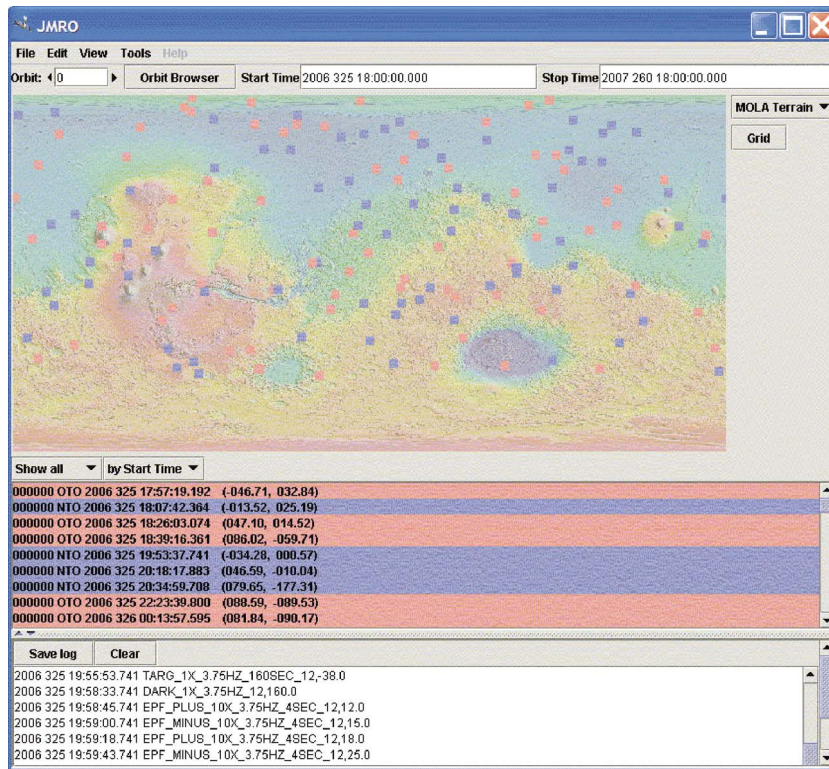 JMRO
File Edit View Tools Help
Orbit: 0 Orbit Browser Start Time 2006 325 18:00:00.000 Stop Time 2007 260 18:00:00.000
MOLA Terrain
Grid
Show all by Start Time
000000 OTO 2006 325 17:57:19.192 (-046.71, 032.84)
000000 NTO 2006 325 18:07:42.364 (-013.52, 025.19)
000000 OTO 2006 325 18:26:03.074 (047.10, 014.52)
000000 OTO 2006 325 18:39:16.361 (086.02, -059.71)
000000 NTO 2006 325 19:53:37.741 (-034.28, 000.57)
000000 NTO 2006 325 20:18:17.883 (046.59, -010.04)
000000 NTO 2006 325 20:34:59.708 (079.65, -177.31)
000000 OTO 2006 325 22:23:39.800 (088.59, -089.53)
000000 OTO 2006 326 00:13:57.595 (081.84, -090.17)
Save log Clear
2006 325 19:55:53.741 TARG_1X_3.75HZ_160SEC_12,-38.0
2006 325 19:58:33.741 DARK_1X_3.75HZ_12,160.0
2006 325 19:58:45.741 EPF_PLUS_10X_3.75HZ_4SEC_12,12.0
2006 325 19:59:00.741 EPF_MINUS_10X_3.75HZ_4SEC_12,15.0
2006 325 19:59:18.741 EPF_PLUS_10X_3.75HZ_4SEC_12,18.0
2006 325 19:59:43.741 EPF_MINUS_10X_3.75HZ_4SEC_12,25.0